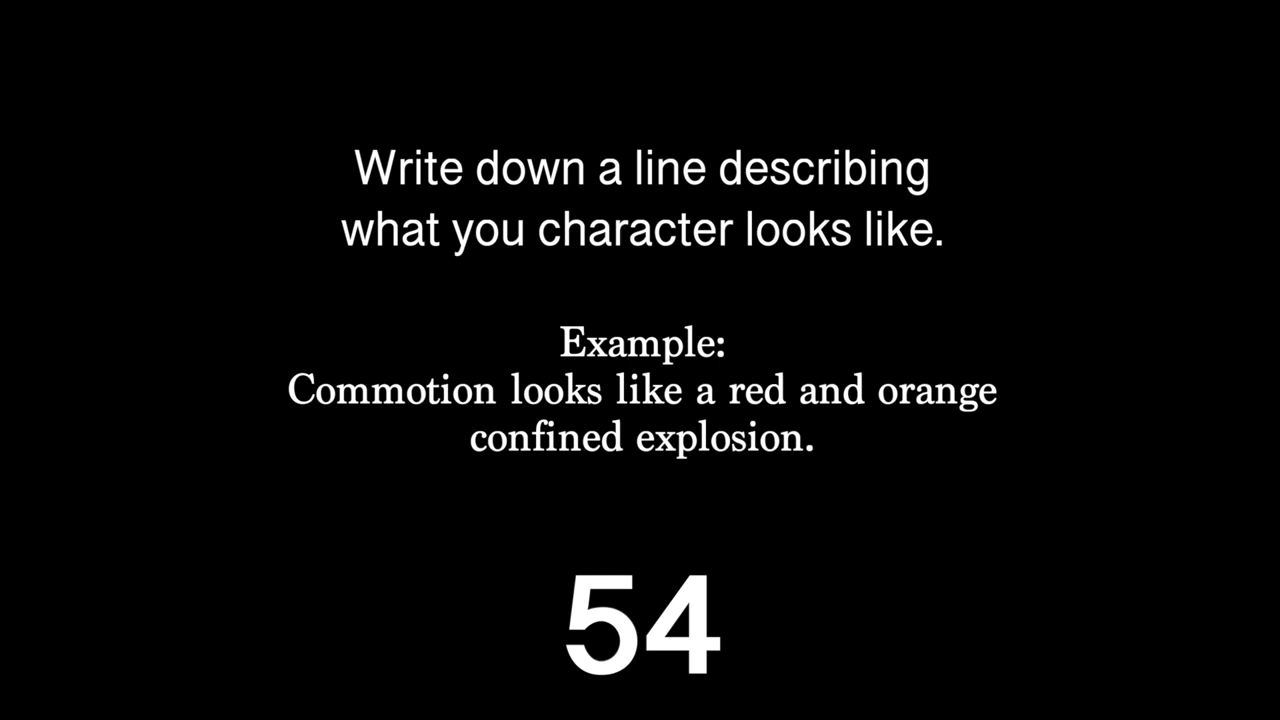 Write down a line describing
what you character looks like.
Example:
Commotion looks like a red and orange
confined explosion.
54